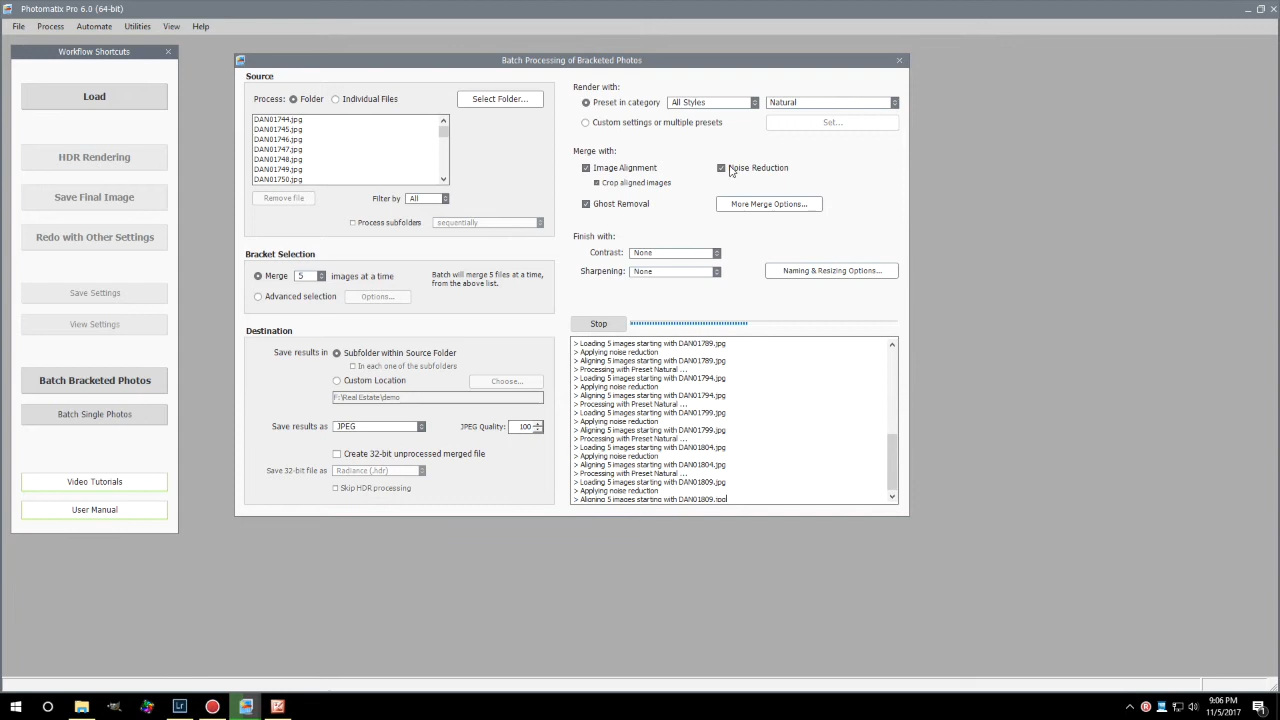 Photomatix Pro 6.0 (64-bit)
File Process Automate Utilities View Help
Workflow Shortcuts
Load
HDR Rendering
Save Final Image
Redo with Other Settings
Save Settings
View Settings
Batch Bracketed Photos
Batch Single Photos
Video Tutorials
User Manual
Batch Processing of Bracketed Photos
Source
Process: Folder Individual Files Select Folder...
DAN01744.jpg
DAN01745.jpg
DAN01746.jpg
DAN01747.jpg
DAN01748.jpg
DAN01749.jpg
DAN01750.jpg
Remove file Filter by All
Process subfolders sequentially
Bracket Selection
Merge 5 images at a time
Batch will merge 5 files at a time,
from the above list.
Advanced selection Options...
Destination
Save results in Subfolder within Source Folder
In each one of the subfolders
Custom Location Choose...
F:\Real Estate\demo
Save results as JPEG JPEG Quality: 100
Create 32-bit unprocessed merged file
Save 32-bit file as Radiance (.hdr)
Skip HDR processing
Render with:
Preset in category All Styles Natural
Custom settings or multiple presets Set...
Merge with:
Image Alignment Noise Reduction
Crop aligned images
Ghost Removal More Merge Options...
Finish with:
Contrast: None
Sharpening: None Naming & Resizing Options...
Stop
> Loading 5 images starting with DAN01789.jpg
> Applying noise reduction
> Aligning 5 images starting with DAN01789.jpg
> Processing with Preset Natural ...
> Loading 5 images starting with DAN01794.jpg
> Applying noise reduction
> Aligning 5 images starting with DAN01794.jpg
> Processing with Preset Natural ...
> Loading 5 images starting with DAN01799.jpg
> Applying noise reduction
> Aligning 5 images starting with DAN01799.jpg
> Processing with Preset Natural ...
> Loading 5 images starting with DAN01804.jpg
> Applying noise reduction
> Aligning 5 images starting with DAN01804.jpg
> Processing with Preset Natural ...
> Loading 5 images starting with DAN01809.jpg
> Applying noise reduction
> Aligning 5 images starting with DAN01809.jpg
Lr
9:06 PM
11/5/2017